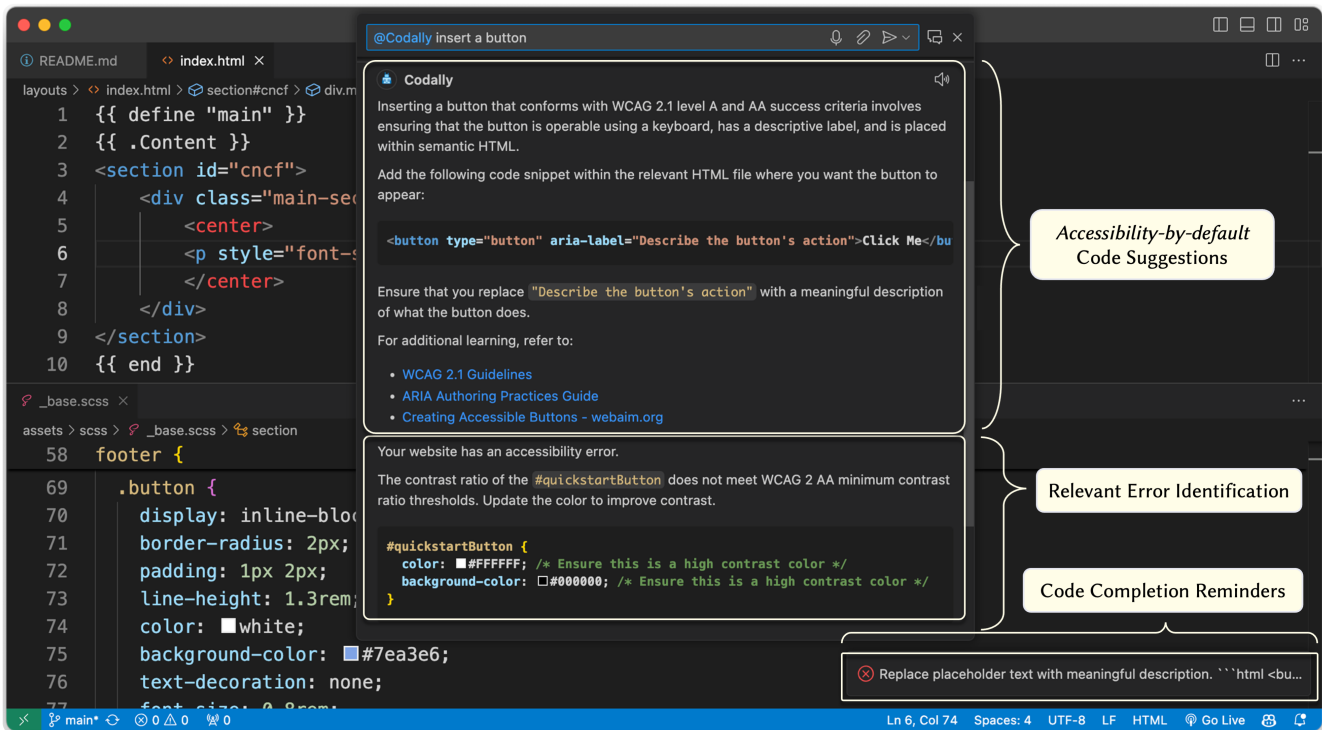 @Codally insert a button
README.md
index.html
layouts > index.html > section#cncf > div.m
1 {{ define "main" }}
2 {{ .Content }}
3 <section id="cncf">
4 <div class="main-sec
5 <center>
6 <p style="font-s
7 </center>
8 </div>
9 </section>
10 {{ end }}
_base.scss
assets > scss > _base.scss > section
58 footer {
69 .button {
70 display: inline-bloc
71 border-radius: 2px;
72 padding: 1px 2px;
73 line-height: 1.3rem;
74 color: white;
75 background-color: #7ea3e6;
76 text-decoration: none;
77 font-size: 0.8rem;
Codally
Inserting a button that conforms with WCAG 2.1 level A and AA success criteria involves
ensuring that the button is operable using a keyboard, has a descriptive label, and is placed
within semantic HTML.
Add the following code snippet within the relevant HTML file where you want the button to
appear:
<button type="button" aria-label="Describe the button's action">Click Me</bu
Ensure that you replace "Describe the button's action" with a meaningful description
of what the button does.
For additional learning, refer to:
• WCAG 2.1 Guidelines
• ARIA Authoring Practices Guide
• Creating Accessible Buttons - webaim.org
Your website has an accessibility error.
The contrast ratio of the #quickstartButton does not meet WCAG 2 AA minimum contrast
ratio thresholds. Update the color to improve contrast.
#quickstartButton {
color: #FFFFFF; /* Ensure this is a high contrast color */
background-color: #000000; /* Ensure this is a high contrast color */
}
Accessibility-by-default
Code Suggestions
Relevant Error Identification
Code Completion Reminders
Replace placeholder text with meaningful description. ```html <bu...
main* 0 0 0
Ln 6, Col 74 Spaces: 4 UTF-8 LF HTML Go Live